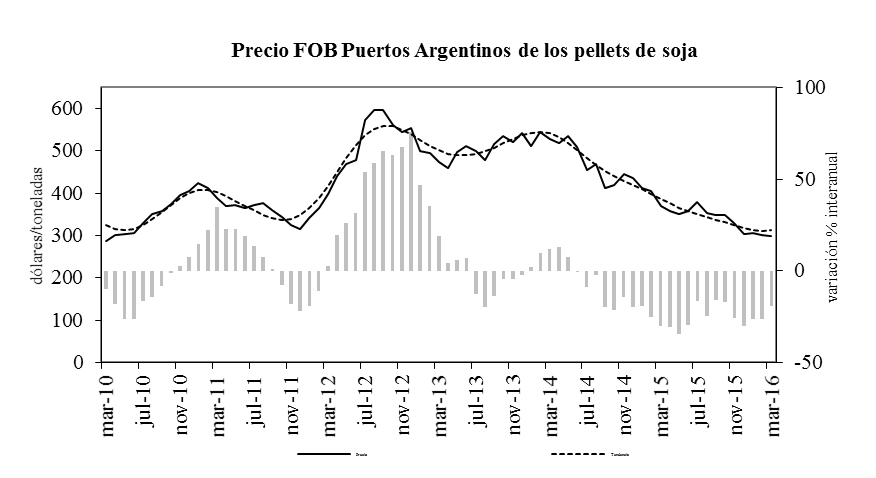 Precio FOB Puertos Argentinos de los pellets de soja
dólares/toneladas
600
500
400
300
200
100
0
100
50
0
-50
variación % interanual
mar-10
jul-10
nov-10
mar-11
jul-11
nov-11
mar-12
jul-12
nov-12
mar-13
jul-13
nov-13
mar-14
jul-14
nov-14
mar-15
jul-15
nov-15
mar-16
Precio
Tendencia